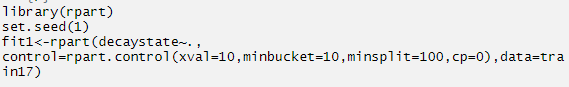 library(rpart)
set.seed(1)
fit1<-rpart(decaystate~.,
control=rpart.control(xval=10,minbucket=10,minsplit=100,cp=0),data=tra
in17)